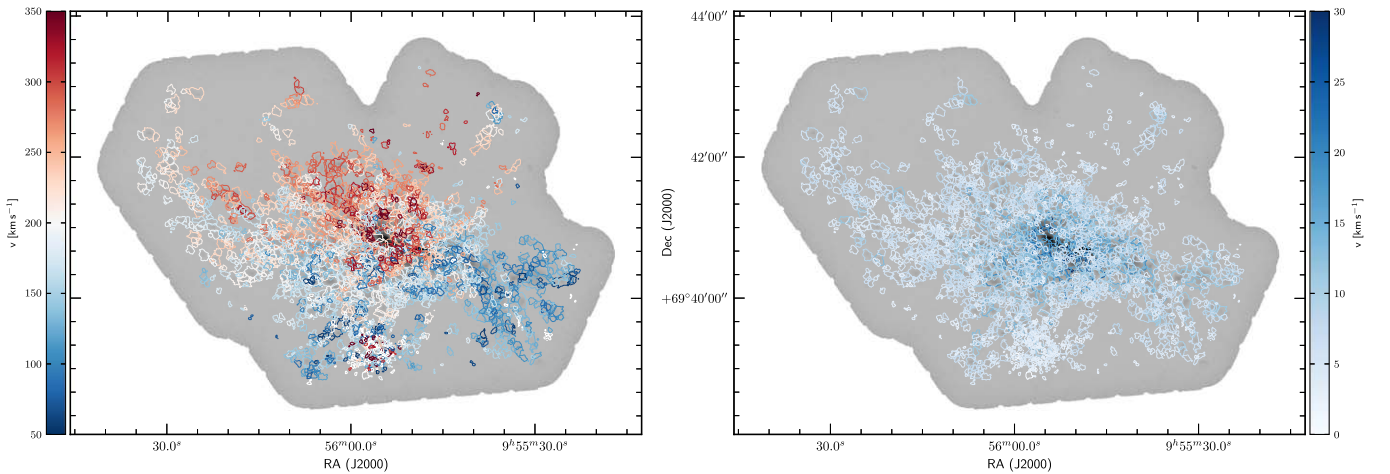 350
300
250
200
150
100
50
v [km s⁻¹]
30.0ˢ
56ᵐ00.0ˢ
9ʰ55ᵐ30.0ˢ
RA (J2000)
44′00″
42′00″
+69°40′00″
Dec (J2000)
30.0ˢ
56ᵐ00.0ˢ
9ʰ55ᵐ30.0ˢ
RA (J2000)
30
25
20
15
10
5
0
v [km s⁻¹]